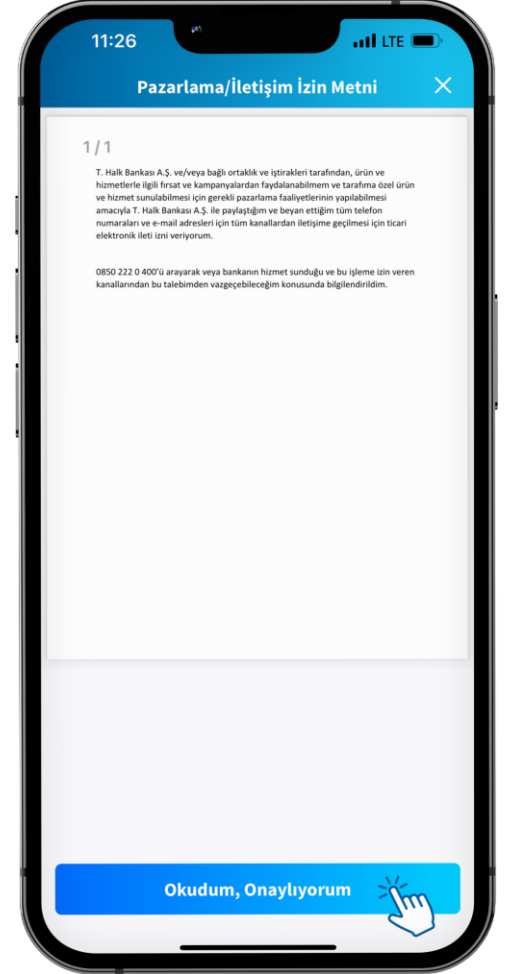 11:26
LTE
Pazarlama/İletişim İzin Metni
1/1
T. Halk Bankası A.Ş. ve/veya bağlı ortaklık ve iştirakleri tarafından, ürün ve
hizmetlerle ilgili fırsat ve kampanyalardan faydalanabilmem ve tarafıma özel ürün
ve hizmet sunulabilmesi için gerekli pazarlama faaliyetlerinin yapılabilmesi
amacıyla T. Halk Bankası A.Ş. ile paylaştığım ve beyan ettiğim tüm telefon
numaraları ve e-mail adresleri için tüm kanallardan iletişime geçilmesi için ticari
elektronik ileti izni veriyorum.
0850 222 0 400'ü arayarak veya bankanın hizmet sunduğu ve bu işleme izin veren
kanallarından bu talebimden vazgeçebileceğim konusunda bilgilendirildim.
Okudum, Onaylıyorum